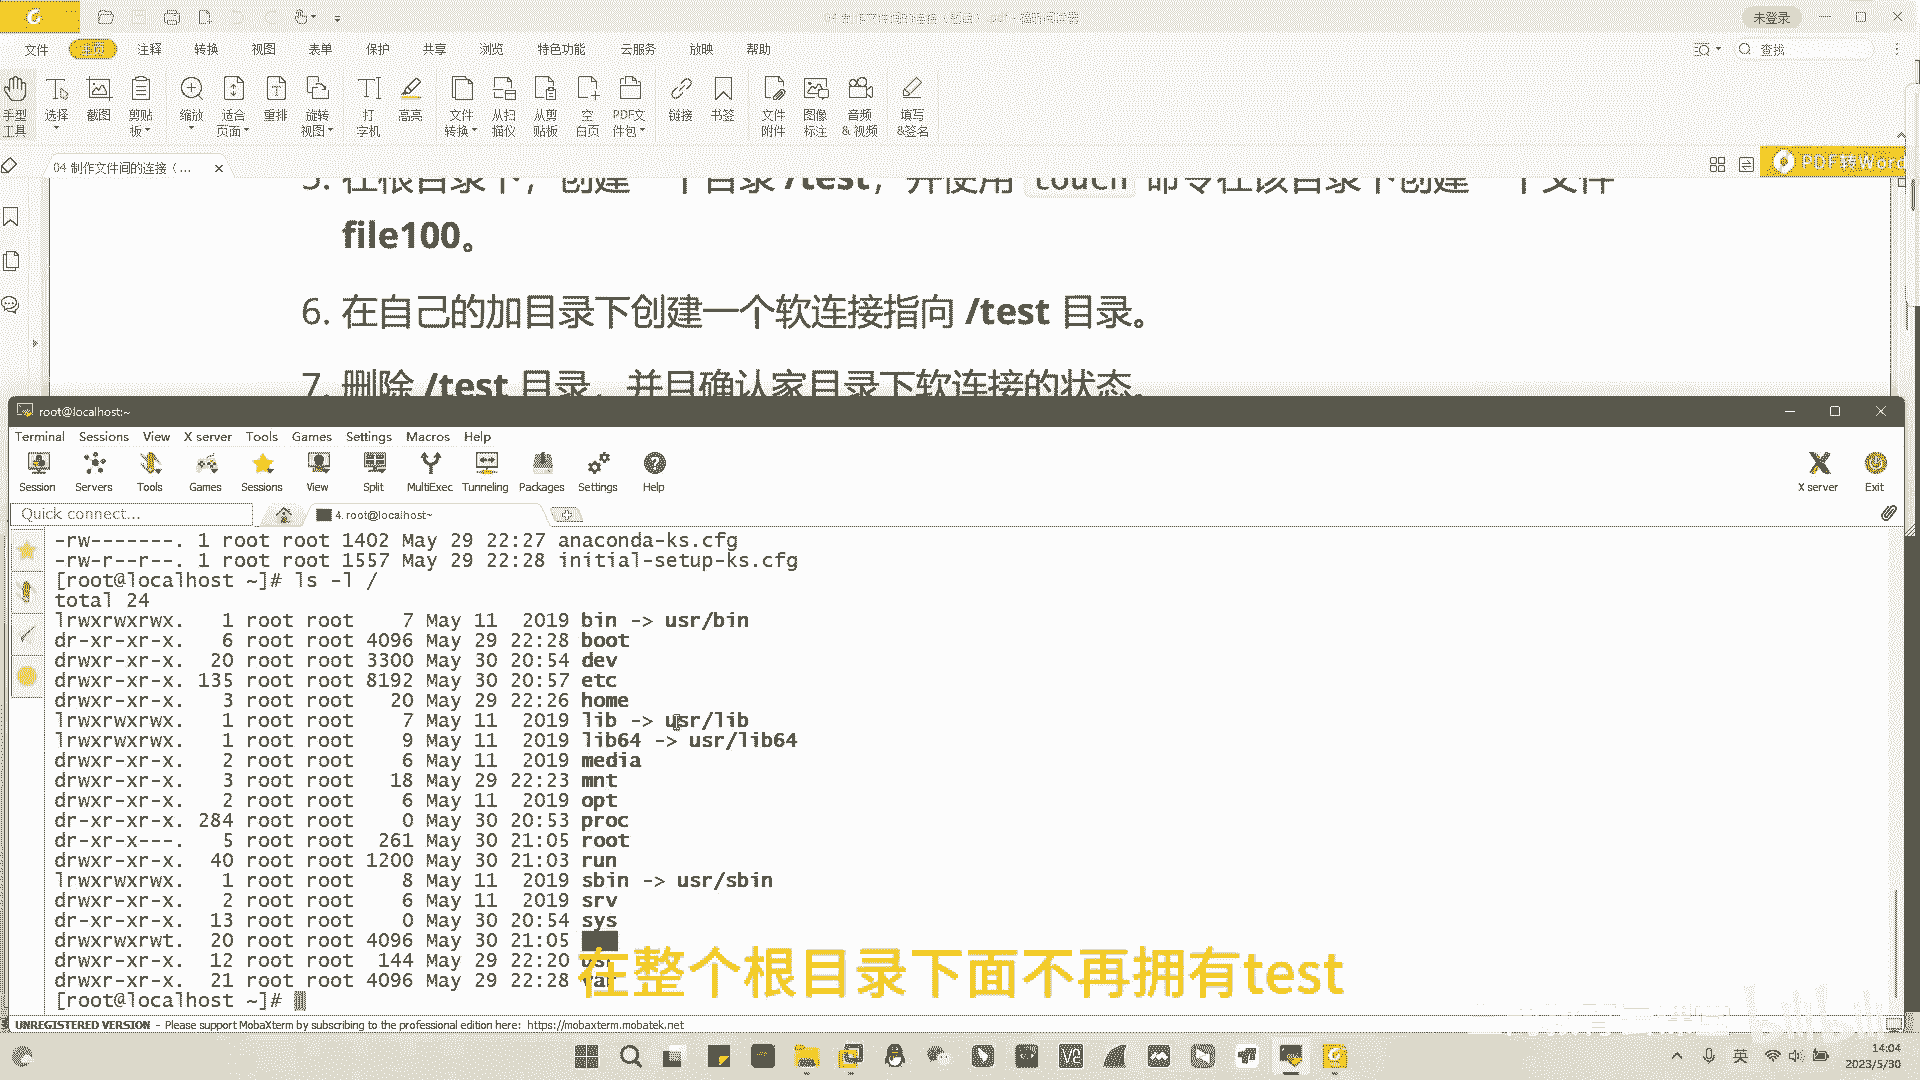 未登录
文件 主页 注释 转换 视图 表单 保护 共享 浏览 特色功能 云服务 放映 帮助
查找
手型工具 选择 截图 剪贴板 缩放 适合页面 重排 旋转视图 打字机 高亮 文件转换 从扫描仪 从剪贴板 空白页 PDF文件包 链接 书签 文件附件 图像标注 音频&视频 填写&签名
04 制作文件间的连接（...
PDF转Word
5. 在根目录下，创建一个目录 /test，并使用 touch 命令在该目录下创建一个文件
file100。
6. 在自己的加目录下创建一个软连接指向 /test 目录。
7. 删除 /test 目录，并且确认家目录下软连接的状态。
root@localhost:~
Terminal Sessions View X server Tools Games Settings Macros Help
Session Servers Tools Games Sessions View Split MultiExec Tunneling Packages Settings Help X server Exit
Quick connect...
4. root@localhost:~
-rw-------. 1 root root 1402 May 29 22:27 anaconda-ks.cfg
-rw-r--r--. 1 root root 1557 May 29 22:28 initial-setup-ks.cfg
[root@localhost ~]# ls -l /
total 24
lrwxrwxrwx.   1 root root    7 May 11  2019 bin -> usr/bin
dr-xr-xr-x.   6 root root 4096 May 29 22:28 boot
drwxr-xr-x.  20 root root 3300 May 30 20:54 dev
drwxr-xr-x. 135 root root 8192 May 30 20:57 etc
drwxr-xr-x.   3 root root   20 May 29 22:26 home
lrwxrwxrwx.   1 root root    7 May 11  2019 lib -> usr/lib
lrwxrwxrwx.   1 root root    9 May 11  2019 lib64 -> usr/lib64
drwxr-xr-x.   2 root root    6 May 11  2019 media
drwxr-xr-x.   3 root root   18 May 29 22:23 mnt
drwxr-xr-x.   2 root root    6 May 11  2019 opt
dr-xr-xr-x. 284 root root    0 May 30 20:53 proc
dr-xr-x---.   5 root root  261 May 30 21:05 root
drwxr-xr-x.  40 root root 1200 May 30 21:03 run
lrwxrwxrwx.   1 root root    8 May 11  2019 sbin -> usr/sbin
drwxr-xr-x.   2 root root    6 May 11  2019 srv
dr-xr-xr-x.  13 root root    0 May 30 20:54 sys
drwxrwxrwt.  20 root root 4096 May 30 21:05
drwxr-xr-x.  12 root root  144 May 29 22:20 usr
drwxr-xr-x.  21 root root 4096 May 29 22:28 var
[root@localhost ~]#
在整个根目录下面不再拥有test
UNREGISTERED VERSION - Please support MobaXterm by subscribing to the professional edition here: https://mobaxterm.mobatek.net
bilibili
英
14:04
2023/5/30